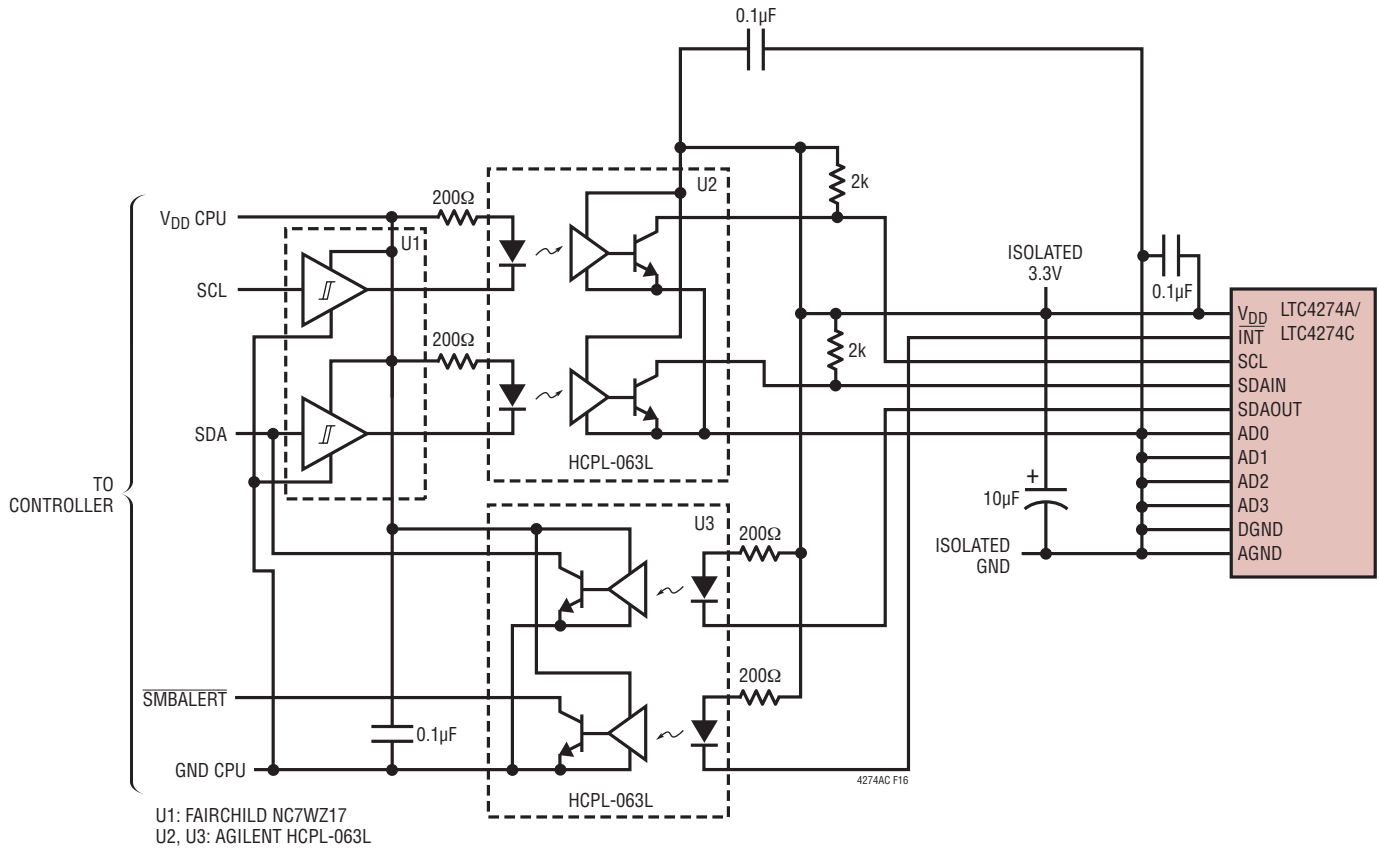 0.1µF
U2
2k
200Ω
V_DD CPU
U1
SCL
ISOLATED
3.3V
0.1µF
V_DD
LTC4274A/
LTC4274C
I̅N̅T̅
SCL
SDAIN
SDAOUT
AD0
AD1
AD2
AD3
DGND
AGND
200Ω
2k
SDA
HCPL-063L
TO
CONTROLLER
+
10µF
U3
200Ω
ISOLATED
GND
200Ω
S̅M̅B̅A̅L̅E̅R̅T̅
0.1µF
GND CPU
HCPL-063L
4274AC F16
U1: FAIRCHILD NC7WZ17
U2, U3: AGILENT HCPL-063L